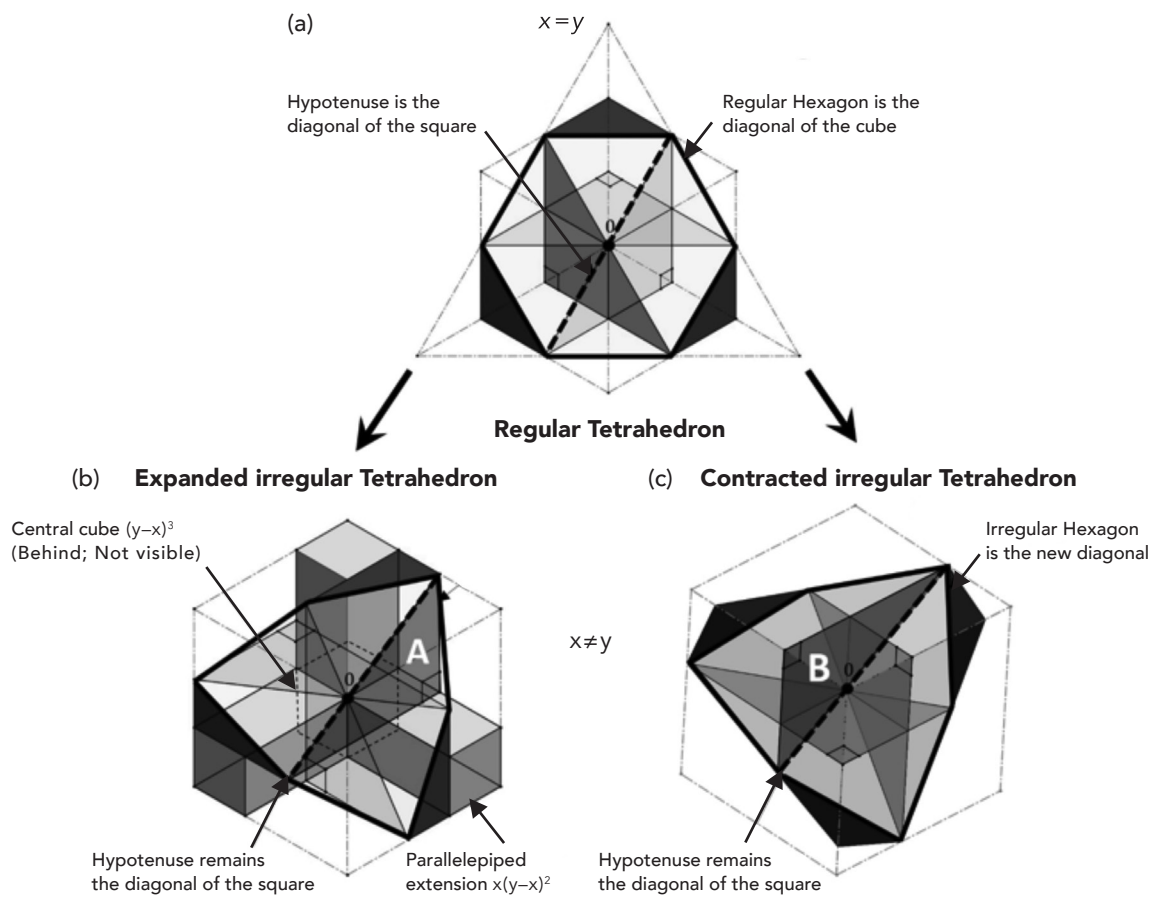 (a)
x = y
Hypotenuse is the
diagonal of the square
Regular Hexagon is the
diagonal of the cube
0
Regular Tetrahedron
(b) Expanded irregular Tetrahedron
(c) Contracted irregular Tetrahedron
Central cube (y–x)³
(Behind; Not visible)
Irregular Hexagon
is the new diagonal
A
0
x≠y
B
0
Hypotenuse remains
the diagonal of the square
Parallelepiped
extension x(y–x)²
Hypotenuse remains
the diagonal of the square